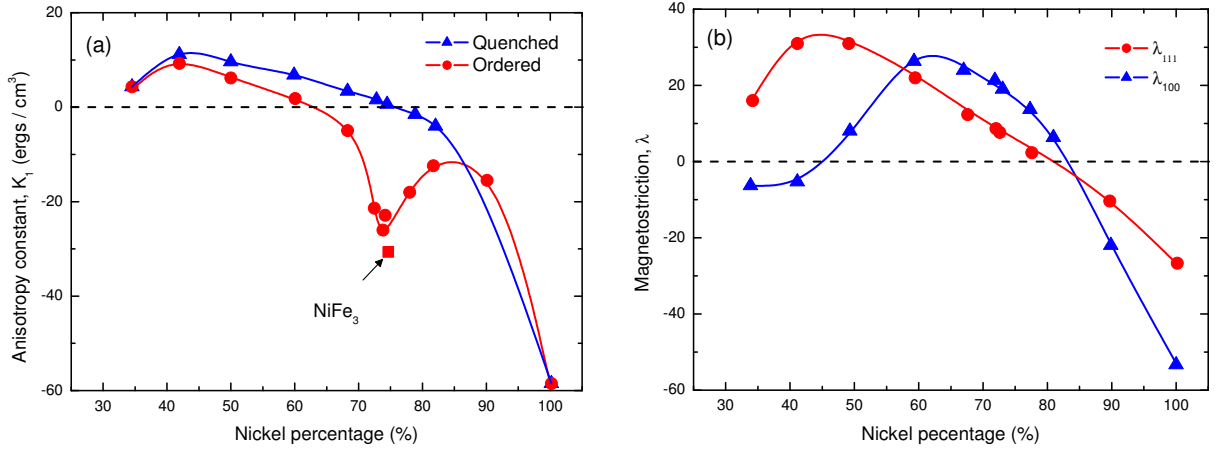 (a)
Quenched
Ordered
NiFe₃
Anisotropy constant, K₁ (ergs / cm³)
20
0
-20
-40
-60
30 40 50 60 70 80 90 100
Nickel percentage (%)
(b)
λ₁₁₁
λ₁₀₀
Magnetostriction, λ
40
20
0
-20
-40
-60
30 40 50 60 70 80 90 100
Nickel pecentage (%)